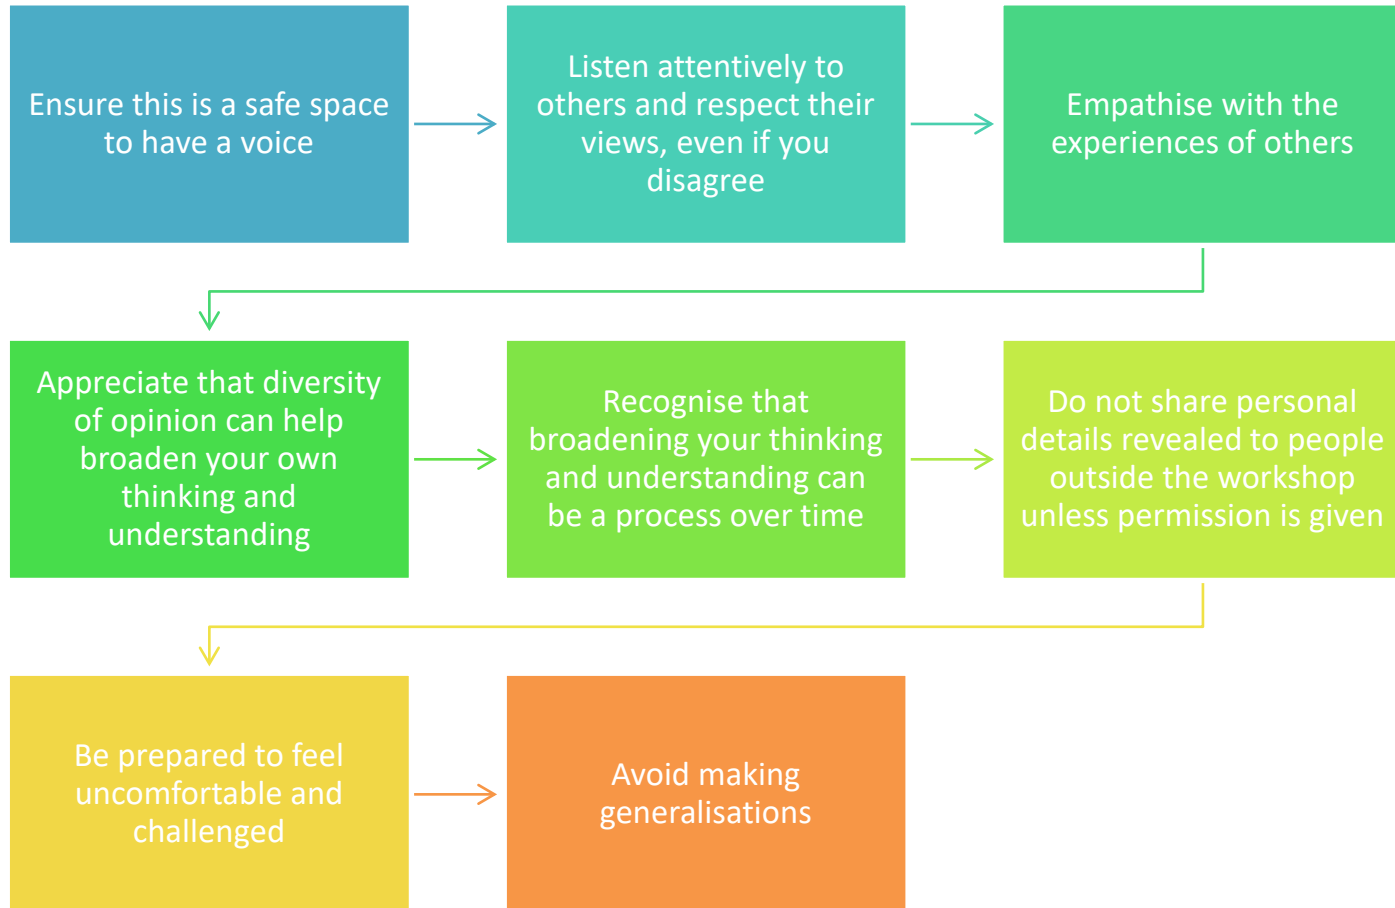 Ensure this is a safe space
to have a voice
Listen attentively to
others and respect their
views, even if you
disagree
Empathise with the
experiences of others
Appreciate that diversity
of opinion can help
broaden your own
thinking and
understanding
Recognise that
broadening your thinking
and understanding can
be a process over time
Do not share personal
details revealed to people
outside the workshop
unless permission is given
Be prepared to feel
uncomfortable and
challenged
Avoid making
generalisations